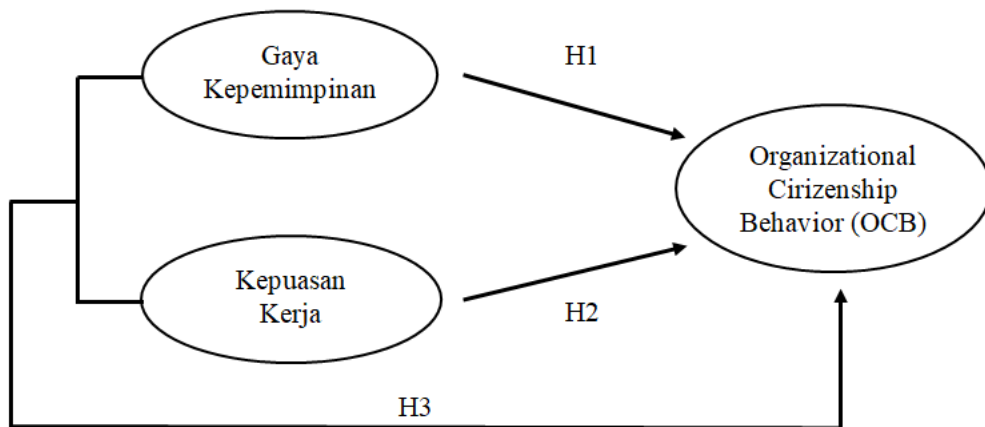 Gaya
Kepemimpinan
H1
Organizational
Cirizenship
Behavior (OCB)
Kepuasan
Kerja
H2
H3